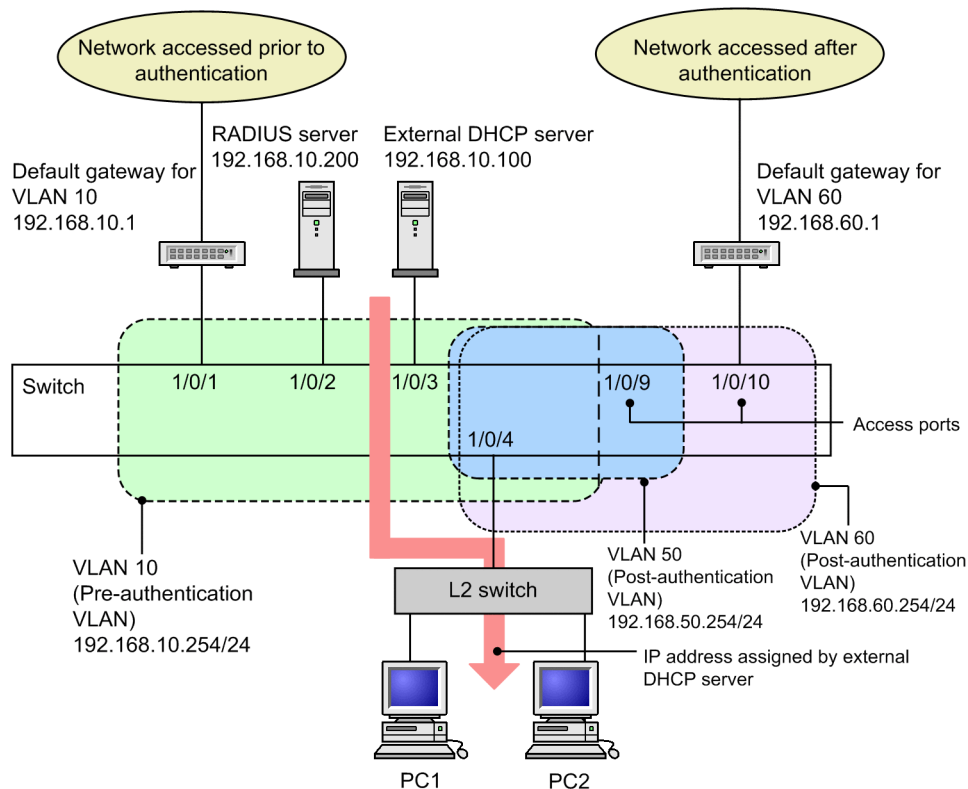 Network accessed prior to
authentication
Network accessed after
authentication
RADIUS server
192.168.10.200
External DHCP server
192.168.10.100
Default gateway for
VLAN 10
192.168.10.1
Default gateway for
VLAN 60
192.168.60.1
Switch
1/0/1
1/0/2
1/0/3
1/0/9
1/0/10
1/0/4
Access ports
VLAN 10
(Pre-authentication
VLAN)
192.168.10.254/24
L2 switch
VLAN 50
(Post-authentication
VLAN)
192.168.50.254/24
VLAN 60
(Post-authentication
VLAN)
192.168.60.254/24
IP address assigned by external
DHCP server
PC1
PC2